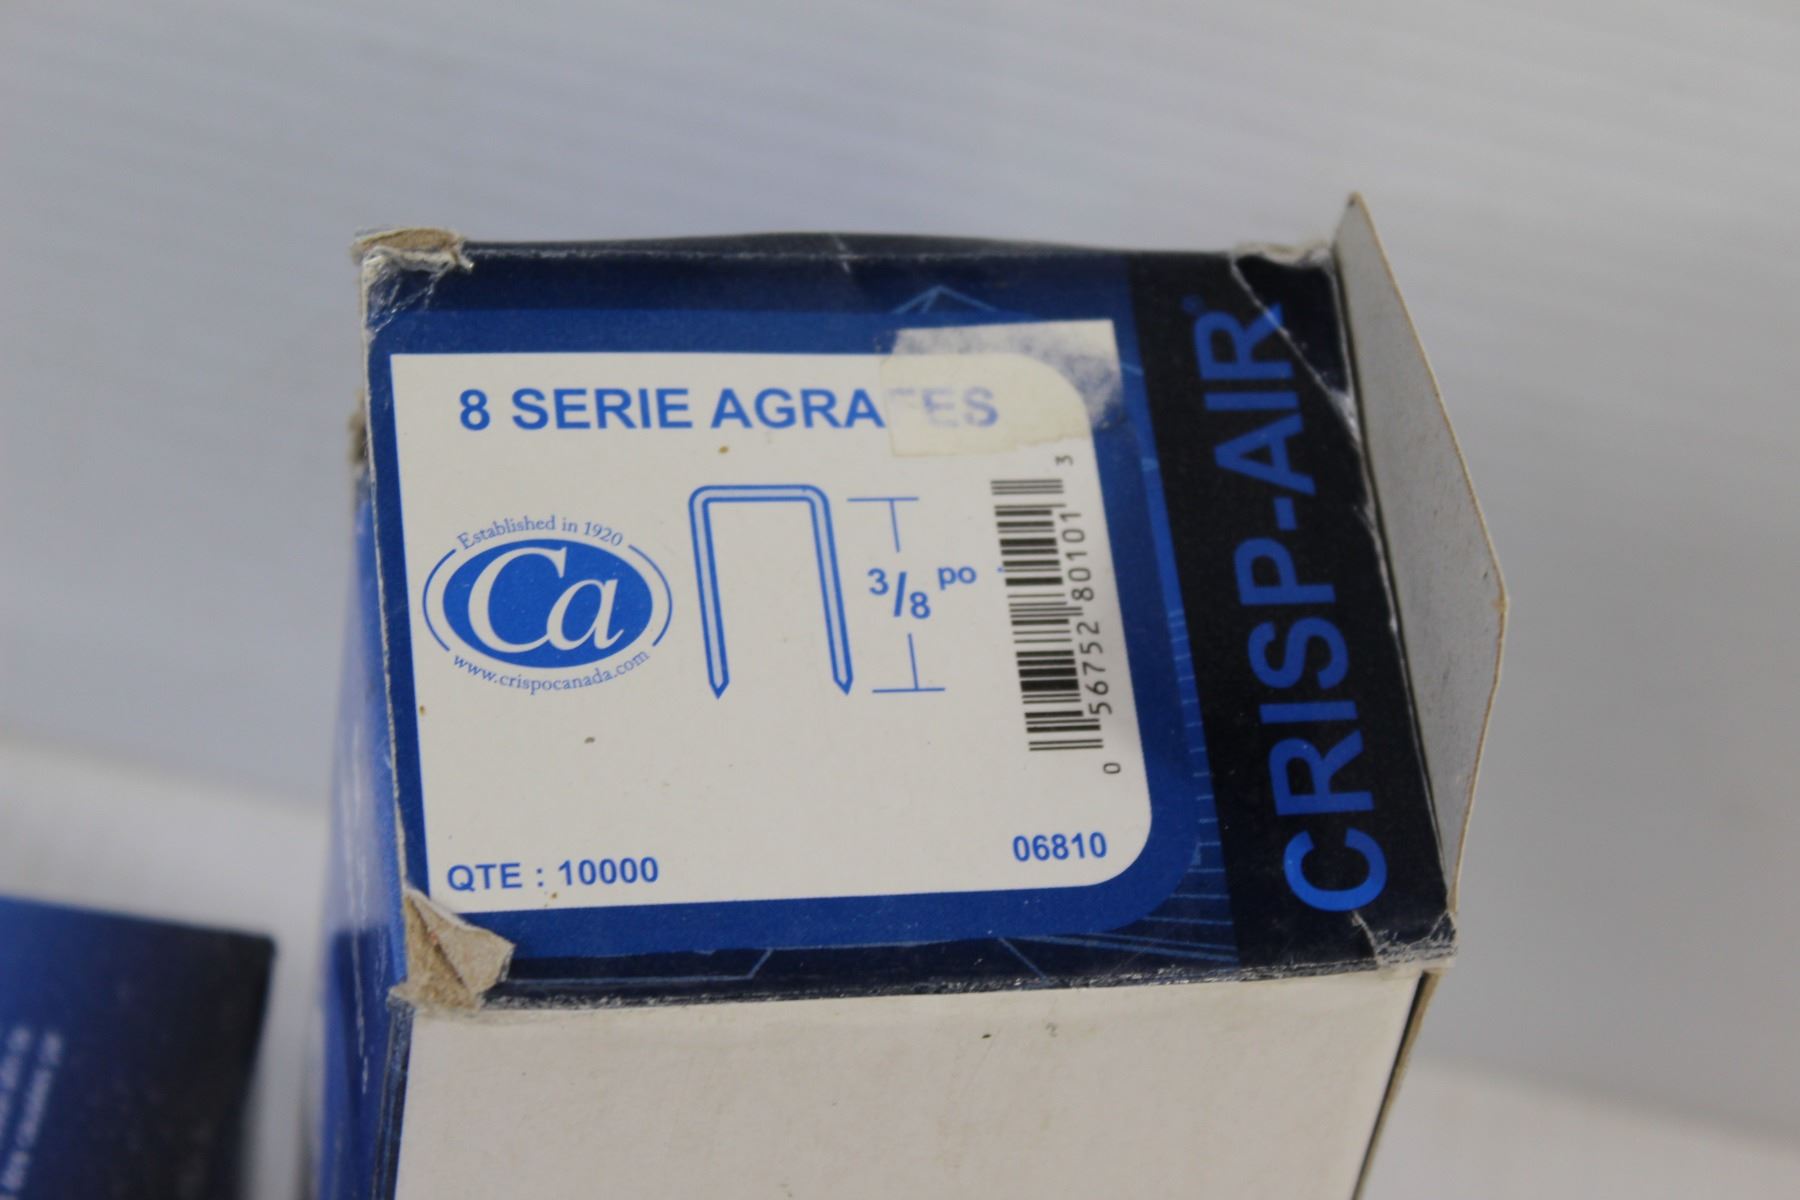 8 SERIE AGRAFES
Established in 1920
Ca
www.crispocanada.com
3/8 po
0 56752 80101 3
QTE : 10000
06810
CRISP-AIR®